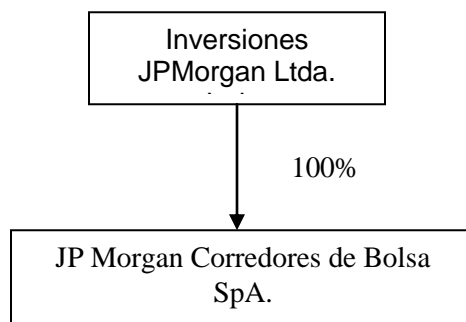 Inversiones
JPMorgan Ltda.
100%
JP Morgan Corredores de Bolsa
SpA.